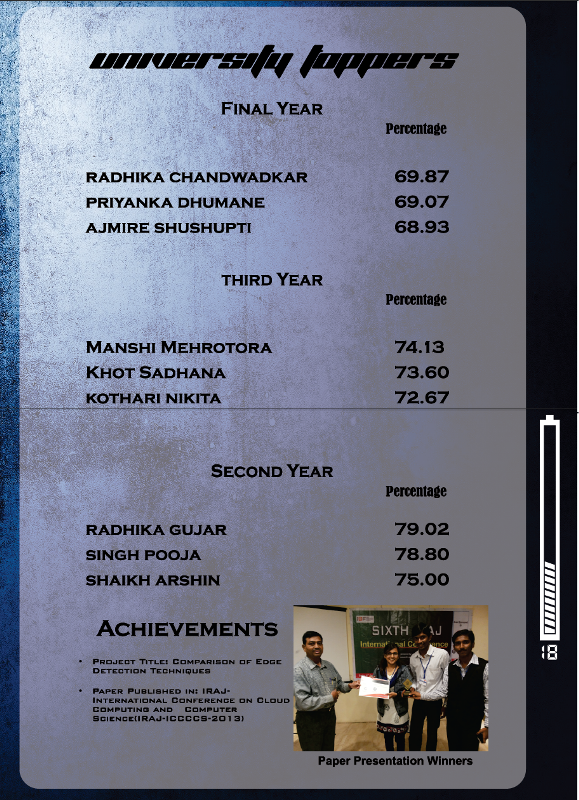 university toppers
FINAL YEAR
Percentage
RADHIKA CHANDWADKAR 69.87
PRIYANKA DHUMANE 69.07
AJMIRE SHUSHUPTI 68.93
THIRD YEAR
Percentage
MANSHI MEHROTORA 74.13
KHOT SADHANA 73.60
KOTHARI NIKITA 72.67
SECOND YEAR
Percentage
RADHIKA GUJAR 79.02
SINGH POOJA 78.80
SHAIKH ARSHIN 75.00
ACHIEVEMENTS
• PROJECT TITLE: COMPARISON OF EDGE
DETECTION TECHNIQUES
• PAPER PUBLISHED IN: IRAJ-
INTERNATIONAL CONFERENCE ON CLOUD
COMPUTING AND COMPUTER
SCIENCE(IRAJ-ICCCCS-2013)
SIXTH IRAJ
International Conference
Paper Presentation Winners
18